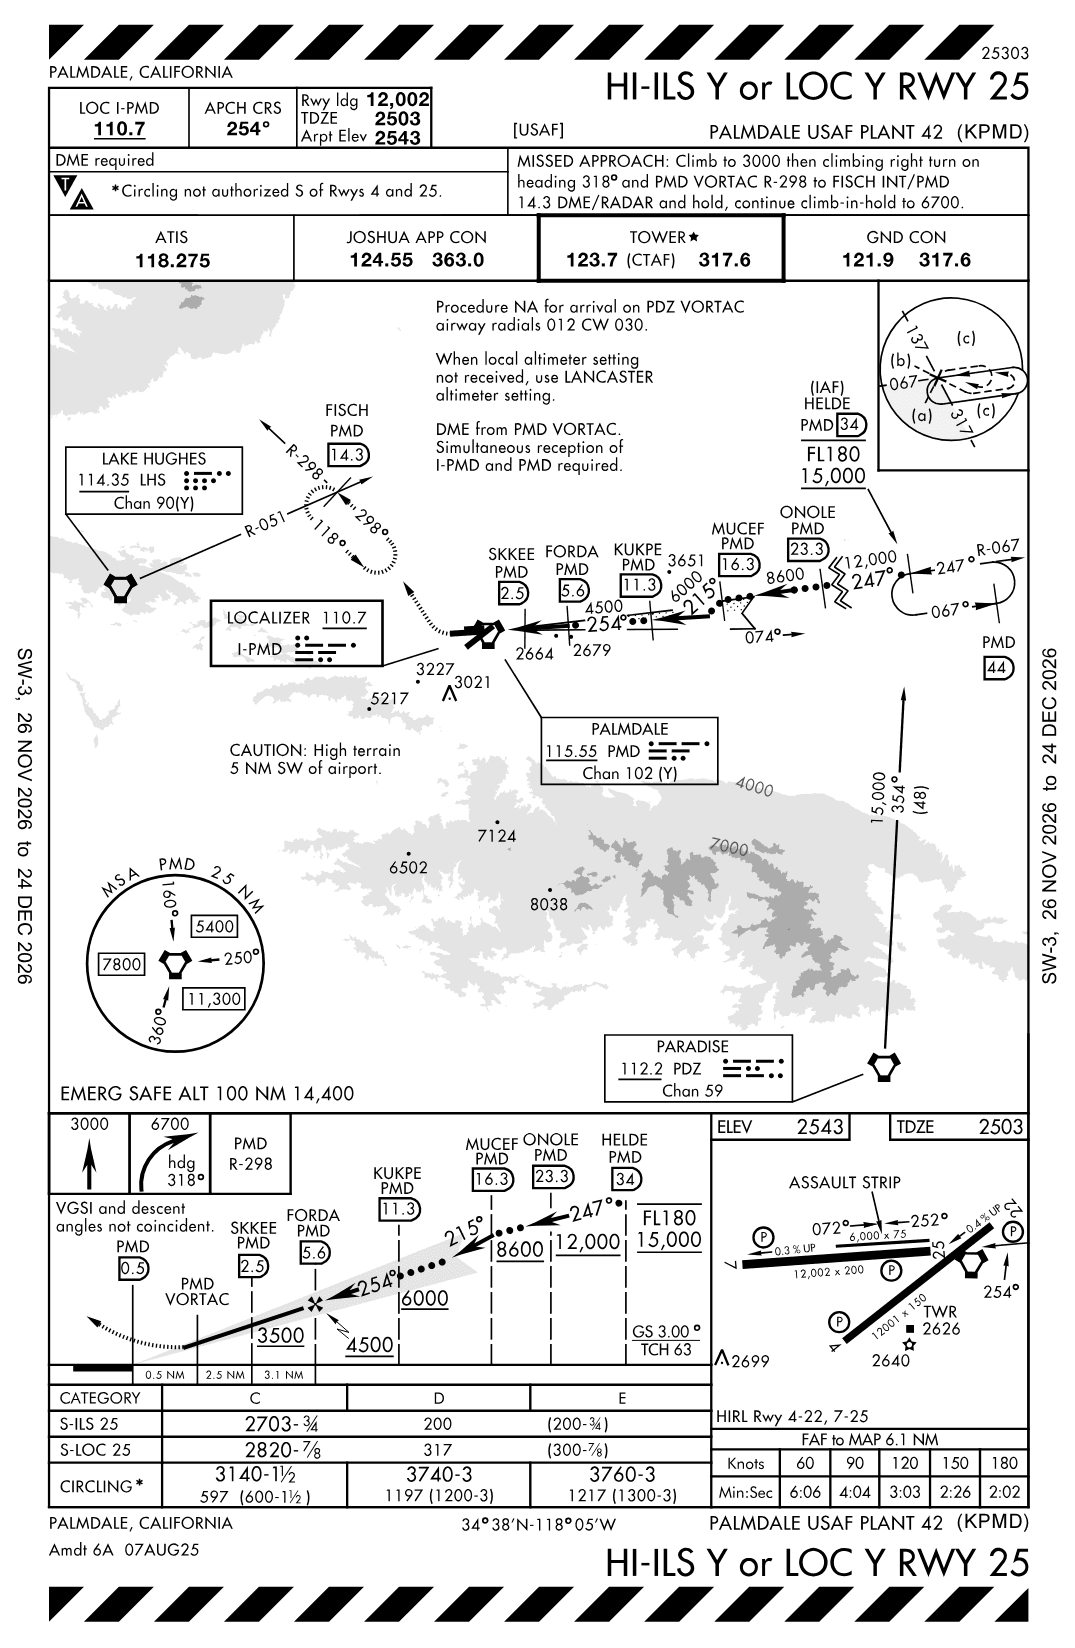 25303
PALMDALE, CALIFORNIA
HI-ILS Y or LOC Y RWY 25
LOC I-PMD
110.7
APCH CRS
254°
Rwy ldg 12,002
TDZE 2503
Arpt Elev 2543
[USAF]
PALMDALE USAF PLANT 42 (KPMD)
DME required
T
A
*Circling not authorized S of Rwys 4 and 25.
MISSED APPROACH: Climb to 3000 then climbing right turn on
heading 318° and PMD VORTAC R-298 to FISCH INT/PMD
14.3 DME/RADAR and hold, continue climb-in-hold to 6700.
ATIS
118.275
JOSHUA APP CON
124.55 363.0
TOWER★
123.7 (CTAF) 317.6
GND CON
121.9 317.6
Procedure NA for arrival on PDZ VORTAC
airway radials 012 CW 030.
When local altimeter setting
not received, use LANCASTER
altimeter setting.
DME from PMD VORTAC.
Simultaneous reception of
I-PMD and PMD required.
137
(c)
(b)
067
(a)
(c)
317
(IAF)
HELDE
PMD 34
FL180
15,000
FISCH
PMD
14.3
R-298
298°
118°
R-051
LAKE HUGHES
114.35 LHS
Chan 90(Y)
SKKEE
PMD
2.5
FORDA
PMD
5.6
KUKPE
PMD
11.3
3651
MUCEF
PMD
16.3
ONOLE
PMD
23.3
12,000
247°
247°
R-067
067°
PMD
44
8600
6000
215°
4500
254°
074°
2664
2679
LOCALIZER 110.7
I-PMD
3227
3021
5217
PALMDALE
115.55 PMD
Chan 102 (Y)
CAUTION: High terrain
5 NM SW of airport.
4000
7000
15,000
354°
(48)
7124
6502
8038
MSA PMD 25 NM
160°
5400
7800
250°
11,300
360°
PARADISE
112.2 PDZ
Chan 59
EMERG SAFE ALT 100 NM 14,400
SW-3, 26 NOV 2026 to 24 DEC 2026
SW-3, 26 NOV 2026 to 24 DEC 2026
3000
6700
hdg
318°
PMD
R-298
VGSI and descent
angles not coincident.
PMD
0.5
PMD
VORTAC
SKKEE
PMD
2.5
FORDA
PMD
5.6
KUKPE
PMD
11.3
MUCEF
PMD
16.3
ONOLE
PMD
23.3
HELDE
PMD
34
FL180
15,000
247°
12,000
8600
215°
254°
6000
4500
3500
GS 3.00°
TCH 63
0.5 NM
2.5 NM
3.1 NM
ELEV 2543
TDZE 2503
ASSAULT STRIP
072°
252°
6,000 x 75
0.3% UP
0.4% UP
22
P
P
P
P
7
25
12,002 x 200
12001 x 150
254°
4
TWR
2626
2640
2699
HIRL Rwy 4-22, 7-25
FAF to MAP 6.1 NM
Knots 60 90 120 150 180
Min:Sec 6:06 4:04 3:03 2:26 2:02
CATEGORY C D E
S-ILS 25 2703-¾ 200 (200-¾)
S-LOC 25 2820-⅞ 317 (300-⅞)
CIRCLING*
3140-1½ 3740-3 3760-3
597 (600-1½) 1197 (1200-3) 1217 (1300-3)
PALMDALE, CALIFORNIA
34°38'N-118°05'W
PALMDALE USAF PLANT 42 (KPMD)
Amdt 6A 07AUG25
HI-ILS Y or LOC Y RWY 25